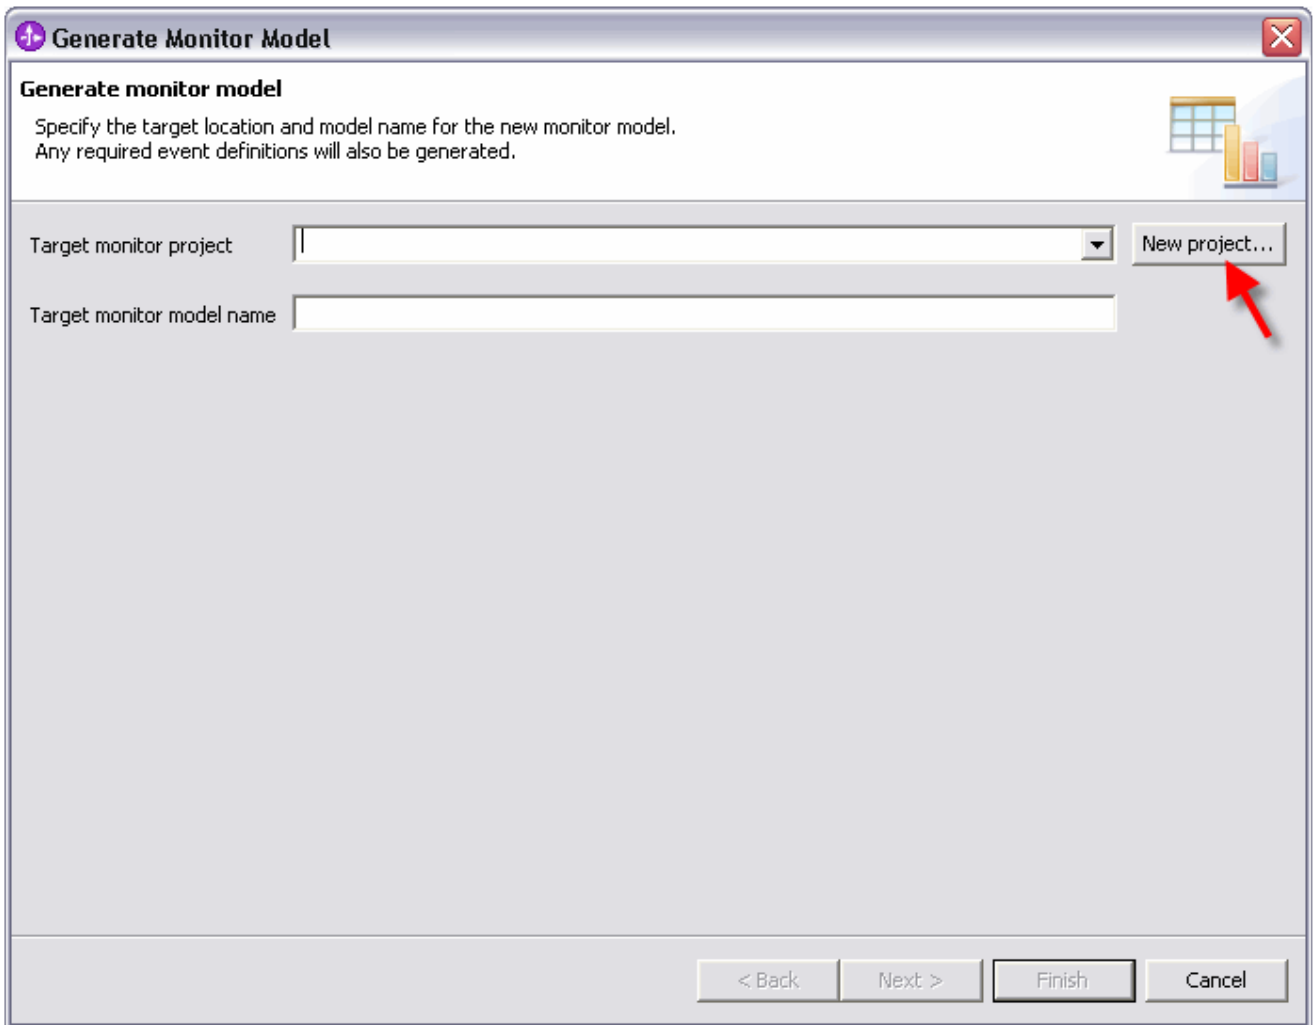 Generate Monitor Model
Generate monitor model
Specify the target location and model name for the new monitor model.
Any required event definitions will also be generated.
Target monitor project
New project...
Target monitor model name
< Back
Next >
Finish
Cancel